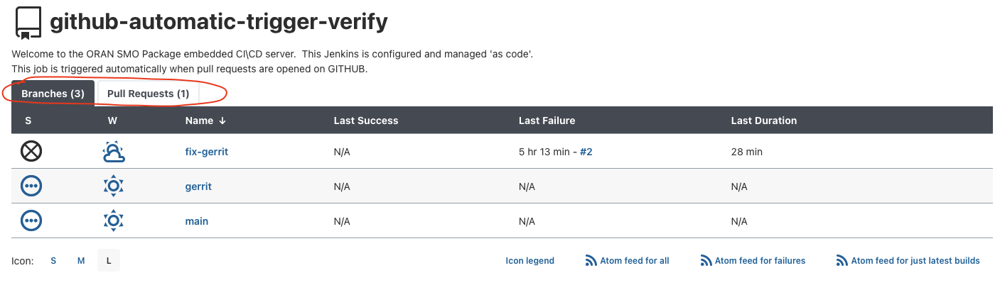 github-automatic-trigger-verify
Welcome to the ORAN SMO Package embedded CI\CD server.  This Jenkins is configured and managed 'as code'.
This job is triggered automatically when pull requests are opened on GITHUB.
Branches (3) Pull Requests (1)
S W Name ↓ Last Success Last Failure Last Duration
fix-gerrit N/A 5 hr 13 min - #2 28 min
gerrit N/A N/A N/A
main N/A N/A N/A
Icon: S M L Icon legend Atom feed for all Atom feed for failures Atom feed for just latest builds